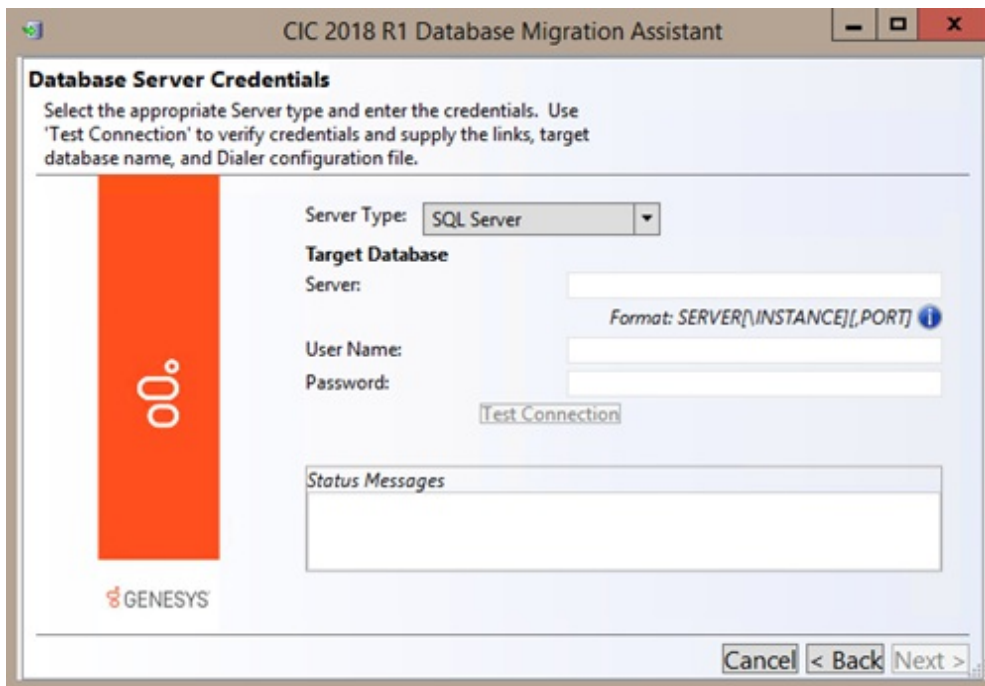 CIC 2018 R1 Database Migration Assistant
Database Server Credentials
Select the appropriate Server type and enter the credentials. Use
'Test Connection' to verify credentials and supply the links, target
database name, and Dialer configuration file.
Server Type: SQL Server
Target Database
Server:
Format: SERVER[\INSTANCE][,PORT]
User Name:
Password:
Test Connection
Status Messages
GENESYS
Cancel < Back Next >